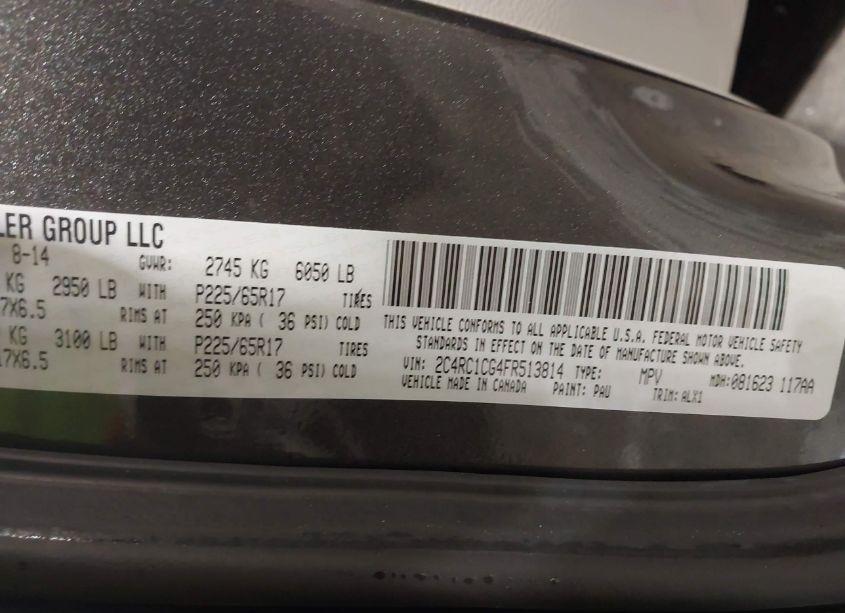 LER GROUP LLC
8-14 GVWR: 2745 KG 6050 LB
KG 2950 LB WITH P225/65R17 TIRES
7X6.5 RIMS AT 250 KPA ( 36 PSI) COLD
KG 3100 LB WITH P225/65R17 TIRES
17X6.5 RIMS AT 250 KPA ( 36 PSI) COLD
THIS VEHICLE CONFORMS TO ALL APPLICABLE U.S.A. FEDERAL MOTOR VEHICLE SAFETY
STANDARDS IN EFFECT ON THE DATE OF MANUFACTURE SHOWN ABOVE.
VIN: 2C4RC1CG4FR513814 TYPE: MPV MDH:081623 117AA
VEHICLE MADE IN CANADA PAINT: PAU TRIM: ALX1